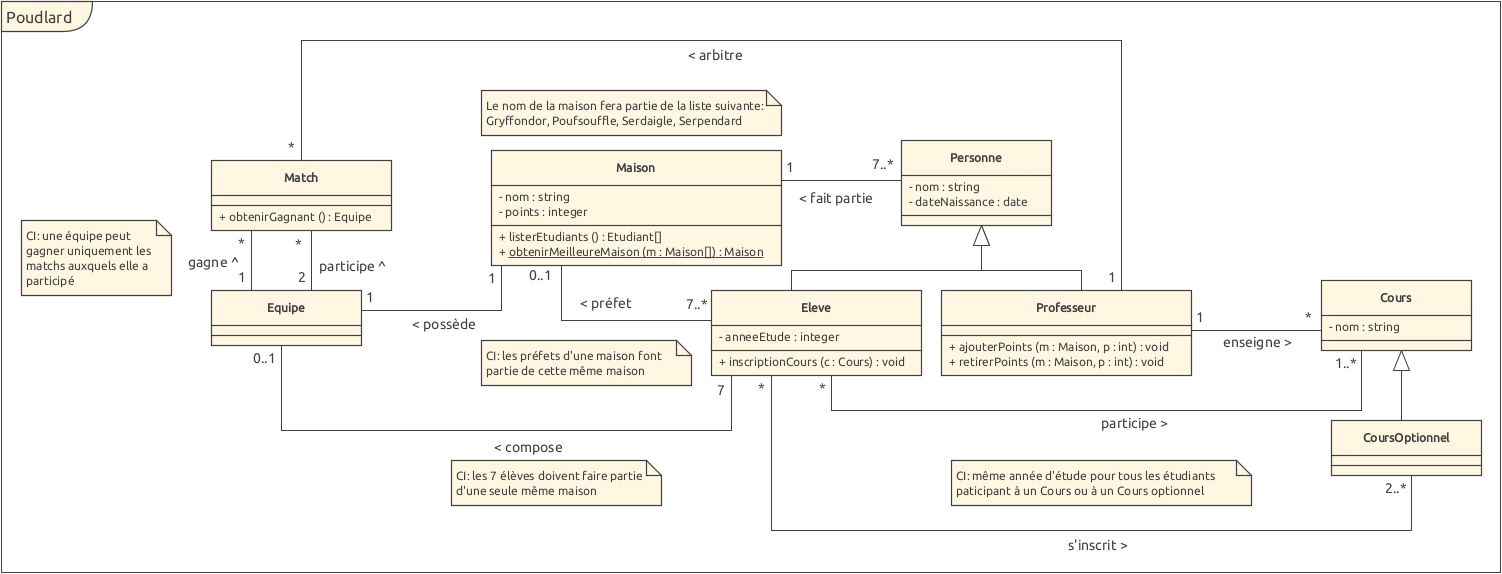 Poudlard
< arbitre
Le nom de la maison fera partie de la liste suivante:
Gryffondor, Poufsouffle, Serdaigle, Serpendard
*
Match
+ obtenirGagnant () : Equipe
Maison
- nom : string
- points : integer
+ listerEtudiants () : Etudiant[]
+ obtenirMeilleureMaison (m : Maison[]) : Maison
1
7..*
< fait partie
Personne
- nom : string
- dateNaissance : date
CI: une équipe peut
gagner uniquement les
matchs auxquels elle a
participé
*
*
gagne ^
participe ^
1
2
Equipe
1
1
< possède
0..1
< préfet
7..*
Eleve
- anneeEtude : integer
+ inscriptionCours (c : Cours) : void
1
Professeur
+ ajouterPoints (m : Maison, p : int) : void
+ retirerPoints (m : Maison, p : int) : void
1
*
enseigne >
Cours
- nom : string
CI: les préfets d'une maison font
partie de cette même maison
0..1
7
*
*
1..*
participe >
< compose
CoursOptionnel
CI: les 7 élèves doivent faire partie
d'une seule même maison
CI: même année d'étude pour tous les étudiants
paticipant à un Cours ou à un Cours optionnel
2..*
s'inscrit >